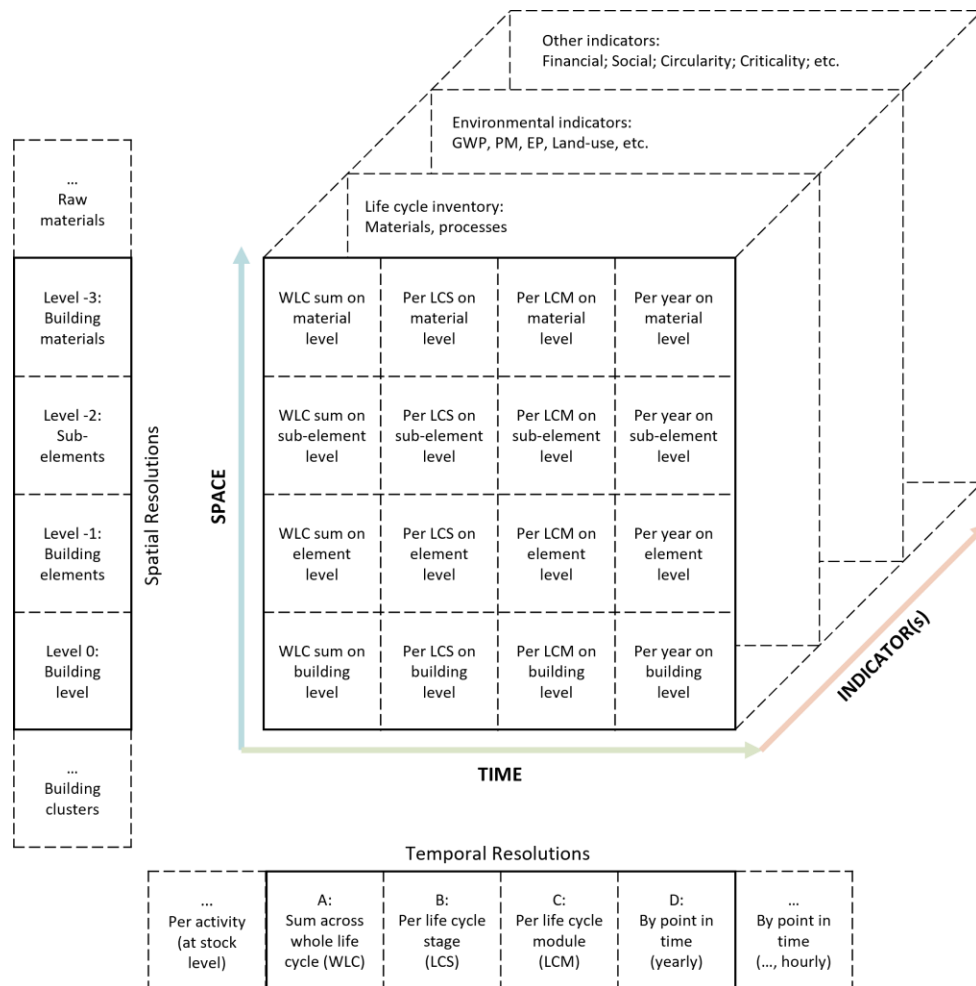 Other indicators:
Financial; Social; Circularity; Criticality; etc.
Environmental indicators:
GWP, PM, EP, Land-use, etc.
Life cycle inventory:
Materials, processes
...
Raw
materials
Level -3:
Building
materials
Level -2:
Sub-
elements
Level -1:
Building
elements
Level 0:
Building
level
...
Building
clusters
Spatial Resolutions
SPACE
WLC sum on
material
level
Per LCS on
material
level
Per LCM on
material
level
Per year on
material
level
WLC sum on
sub-element
level
Per LCS on
sub-element
level
Per LCM on
sub-element
level
Per year on
sub-element
level
WLC sum on
element
level
Per LCS on
element
level
Per LCM on
element
level
Per year on
element
level
WLC sum on
building
level
Per LCS on
building
level
Per LCM on
building
level
Per year on
building
level
INDICATOR(s)
TIME
Temporal Resolutions
...
Per activity
(at stock
level)
A:
Sum across
whole life
cycle (WLC)
B:
Per life cycle
stage
(LCS)
C:
Per life cycle
module
(LCM)
D:
By point in
time
(yearly)
...
By point in
time
(..., hourly)